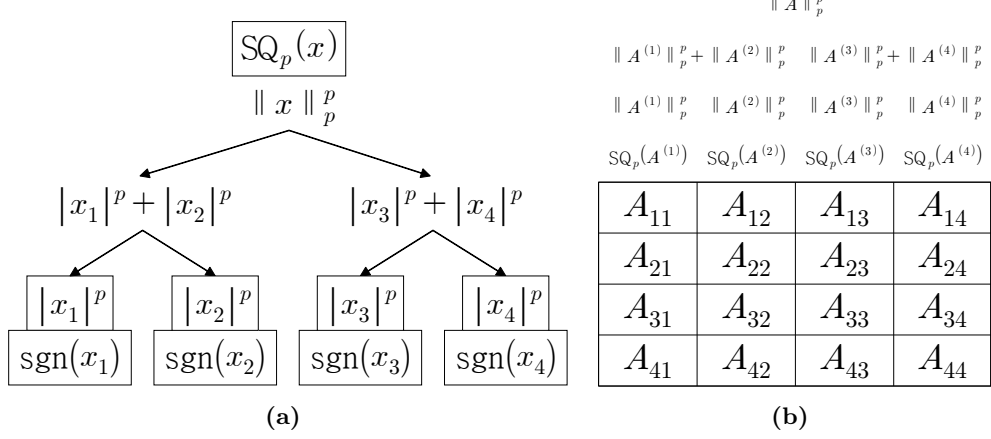 SQ_p(x)
‖ x ‖_p^p
|x_1|^p + |x_2|^p |x_3|^p + |x_4|^p
|x_1|^p |x_2|^p |x_3|^p |x_4|^p
sgn(x_1) sgn(x_2) sgn(x_3) sgn(x_4)
(a)
‖ A ‖_p^p
‖ A^(1) ‖_p^p + ‖ A^(2) ‖_p^p ‖ A^(3) ‖_p^p + ‖ A^(4) ‖_p^p
‖ A^(1) ‖_p^p ‖ A^(2) ‖_p^p ‖ A^(3) ‖_p^p ‖ A^(4) ‖_p^p
SQ_p(A^(1)) SQ_p(A^(2)) SQ_p(A^(3)) SQ_p(A^(4))
A_11 A_12 A_13 A_14
A_21 A_22 A_23 A_24
A_31 A_32 A_33 A_34
A_41 A_42 A_43 A_44
(b)